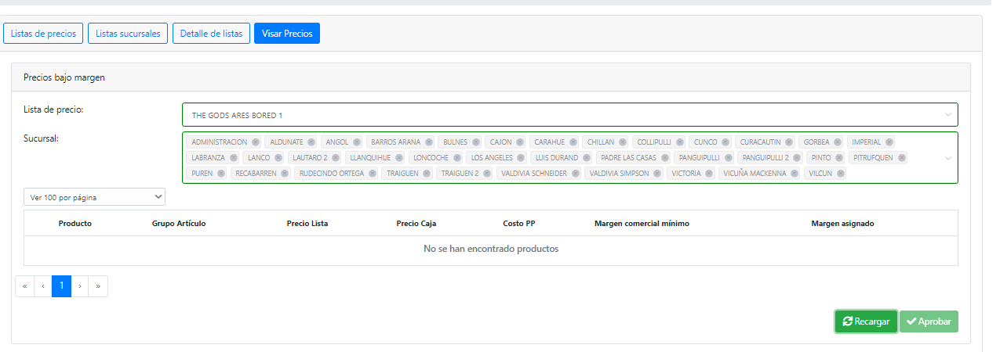 Listas de precios Listas sucursales Detalle de listas Visar Precios
Precios bajo margen
Lista de precio: THE GODS ARES BORED 1
Sucursal:
ADMINISTRACION ALDUNATE ANGOL BARROS ARANA BULNES CAJON CARAHUE CHILLAN COLLIPULLI CUNCO CURACAUTIN GORBEA IMPERIAL
LABRANZA LANCO LAUTARO 2 LLANQUIHUE LONCOCHE LOS ANGELES LUIS DURAND PADRE LAS CASAS PANGUIPULLI PANGUIPULLI 2 PINTO PITRUFQUEN
PUREN RECABARREN RUDECINDO ORTEGA TRAIGUEN TRAIGUEN 2 VALDIVIA SCHNEIDER VALDIVIA SIMPSON VICTORIA VICUÑA MACKENNA VILCUN
Ver 100 por página
Producto Grupo Artículo Precio Lista Precio Caja Costo PP Margen comercial mínimo Margen asignado
No se han encontrado productos
« ‹ 1 › »
Recargar Aprobar